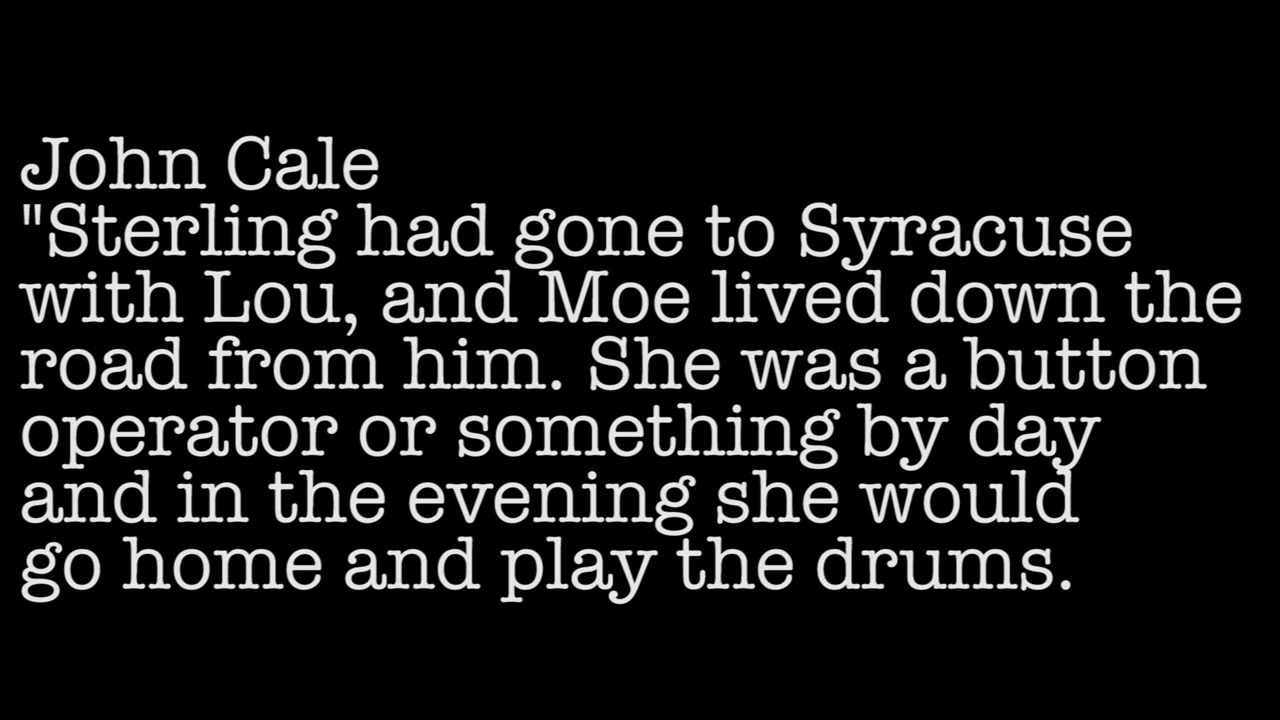 John Cale
"Sterling had gone to Syracuse
with Lou, and Moe lived down the
road from him. She was a button
operator or something by day
and in the evening she would
go home and play the drums.